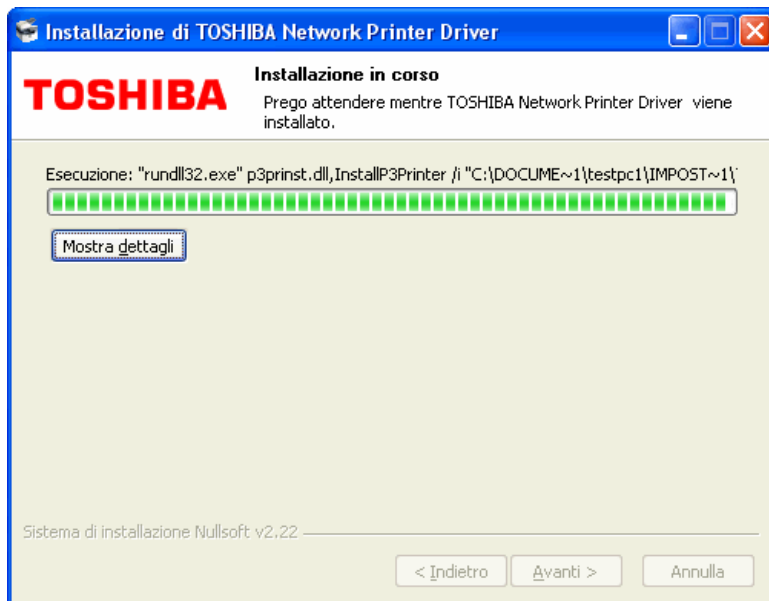 Installazione di TOSHIBA Network Printer Driver
TOSHIBA
Installazione in corso
Prego attendere mentre TOSHIBA Network Printer Driver viene
installato.
Esecuzione: "rundll32.exe" p3prinst.dll,InstallP3Printer /i "C:\DOCUME~1\testpc1\IMPOST~1\
Mostra dettagli
Sistema di installazione Nullsoft v2.22
< Indietro
Avanti >
Annulla